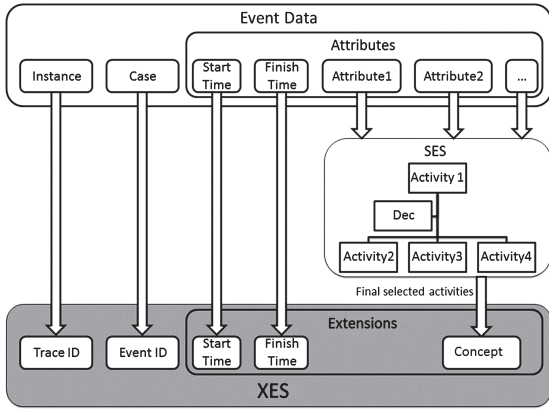 Event Data
Attributes
Instance
Case
Start
Time
Finish
Time
Attribute1
Attribute2
...
SES
Activity 1
Dec
Activity2
Activity3
Activity4
Final selected activities
Extensions
Trace ID
Event ID
Start
Time
Finish
Time
Concept
XES